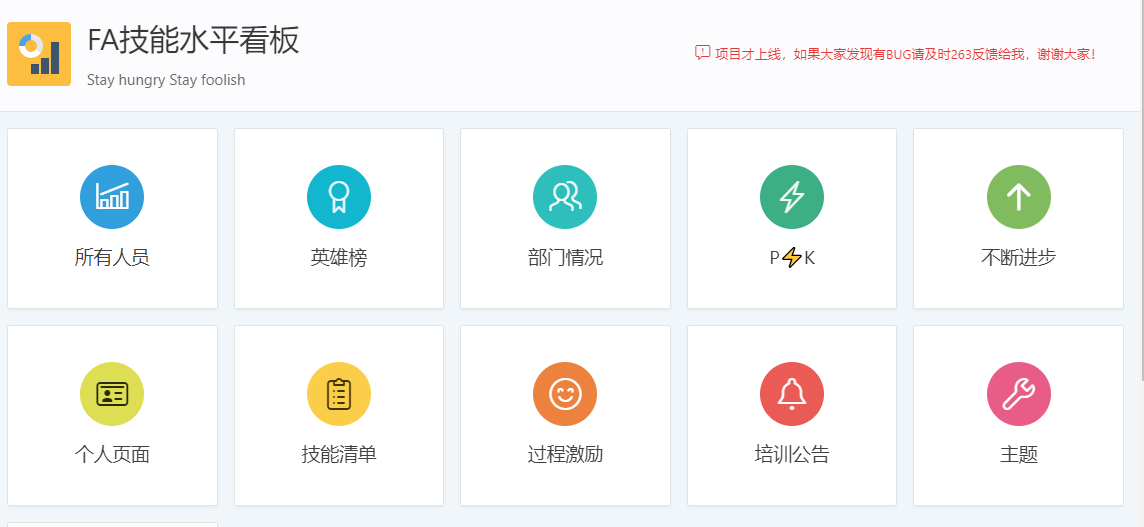 FA技能水平看板
Stay hungry Stay foolish
项目才上线，如果大家发现有BUG请及时263反馈给我，谢谢大家！
所有人员
英雄榜
部门情况
P⚡K
不断进步
个人页面
技能清单
过程激励
培训公告
主题